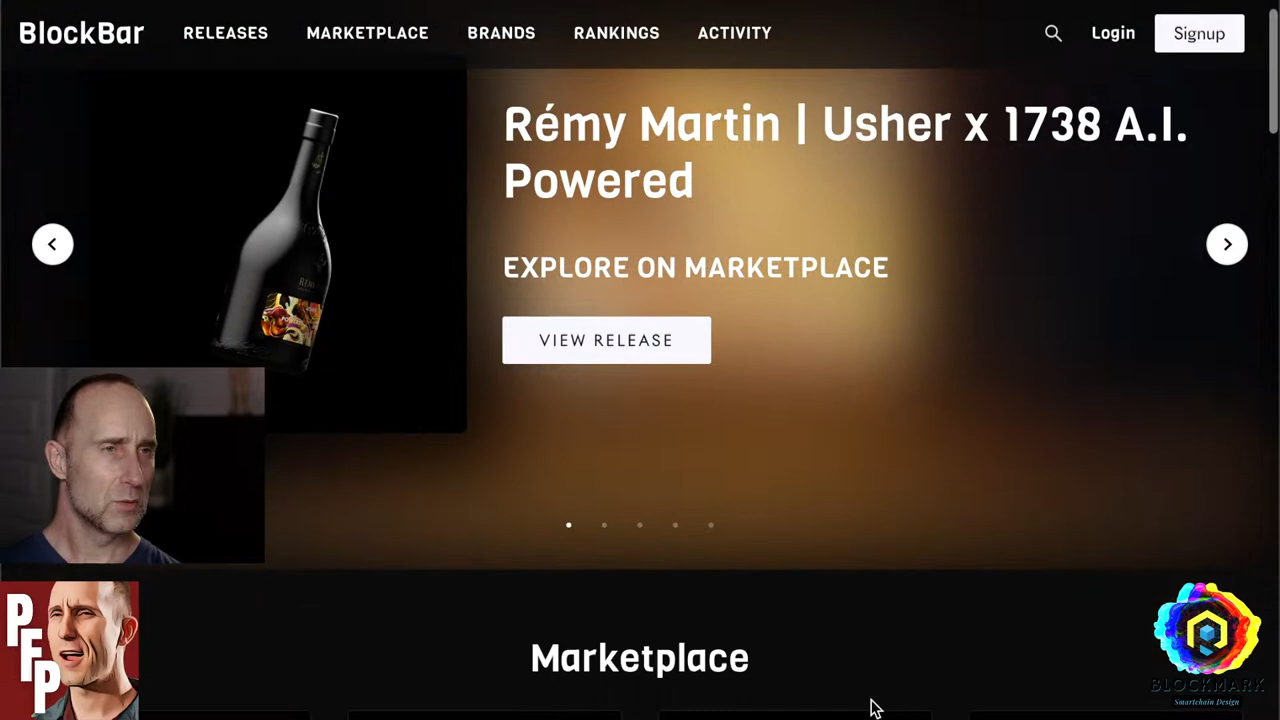 BlockBar RELEASES MARKETPLACE BRANDS RANKINGS ACTIVITY Login Signup
Rémy Martin | Usher x 1738 A.I.
Powered
EXPLORE ON MARKETPLACE
VIEW RELEASE
PFP
Marketplace
BLOCKMARK
Smartchain Design